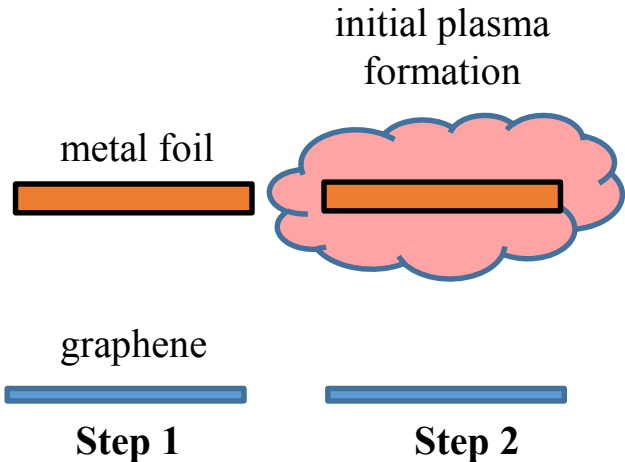 initial plasma
formation
metal foil
graphene
Step 1
Step 2